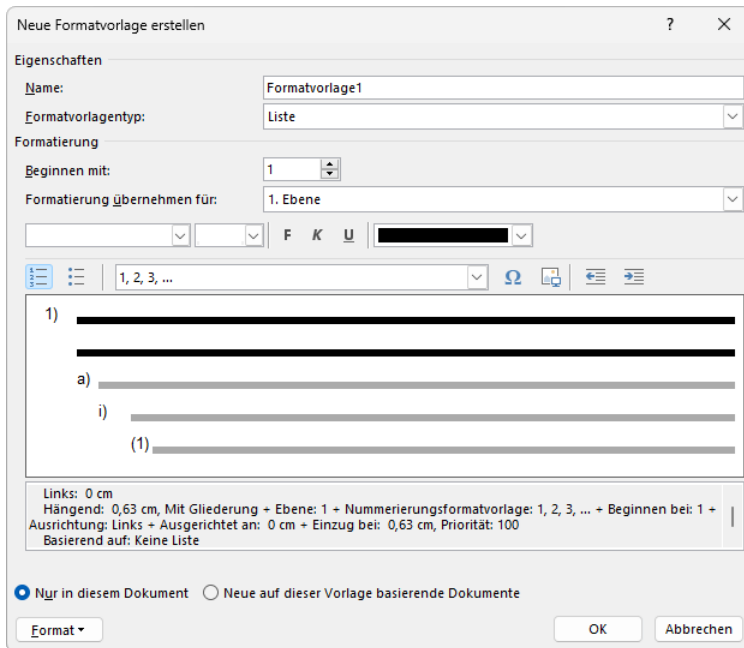 Neue Formatvorlage erstellen ? ×
Eigenschaften
Name: Formatvorlage1
Formatvorlagentyp: Liste
Formatierung
Beginnen mit: 1
Formatierung übernehmen für: 1. Ebene
F K U
1, 2, 3, ... Ω
1)
a)
i)
(1)
Links: 0 cm
Hängend: 0,63 cm, Mit Gliederung + Ebene: 1 + Nummerierungsformatvorlage: 1, 2, 3, ... + Beginnen bei: 1 +
Ausrichtung: Links + Ausgerichtet an: 0 cm + Einzug bei: 0,63 cm, Priorität: 100
Basierend auf: Keine Liste
Nur in diesem Dokument Neue auf dieser Vorlage basierende Dokumente
Format OK Abbrechen